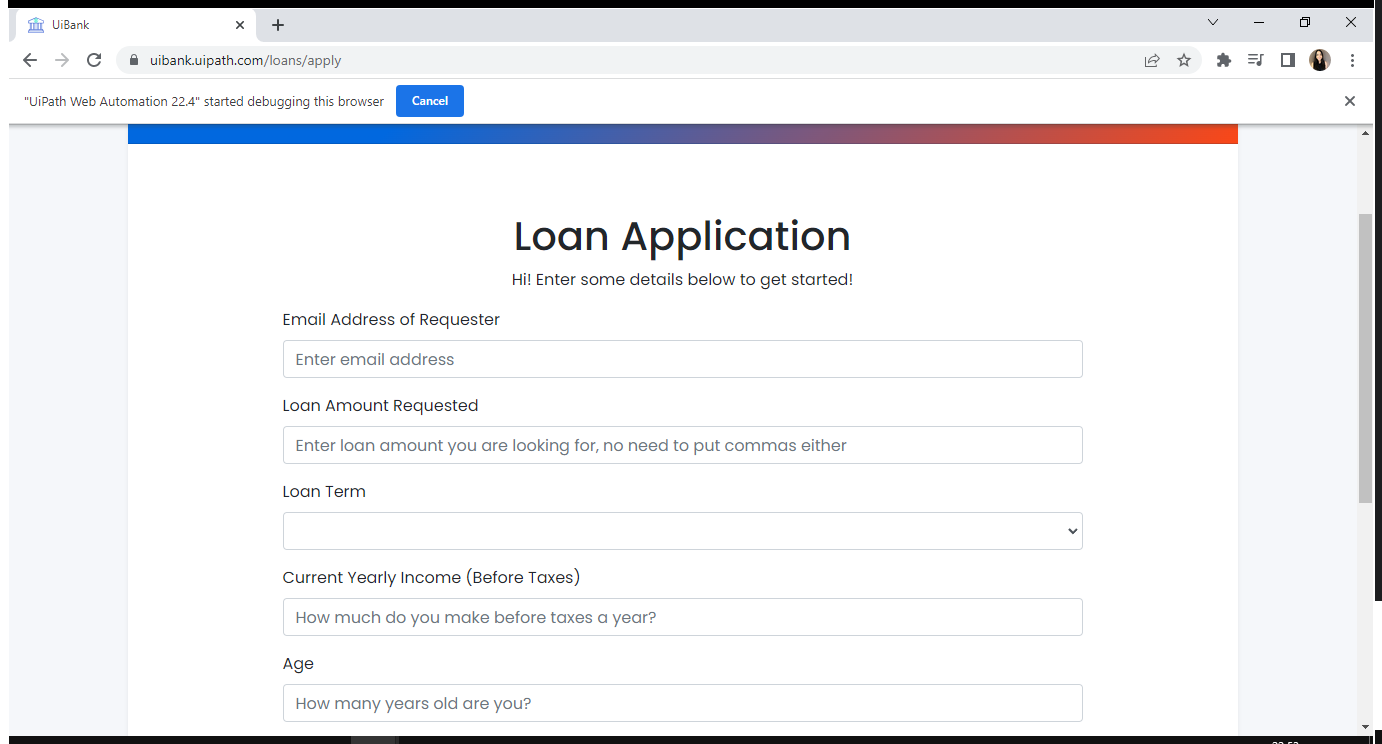 UiBank
uibank.uipath.com/loans/apply
"UiPath Web Automation 22.4" started debugging this browser
Cancel
Loan Application
Hi! Enter some details below to get started!
Email Address of Requester
Enter email address
Loan Amount Requested
Enter loan amount you are looking for, no need to put commas either
Loan Term
Current Yearly Income (Before Taxes)
How much do you make before taxes a year?
Age
How many years old are you?